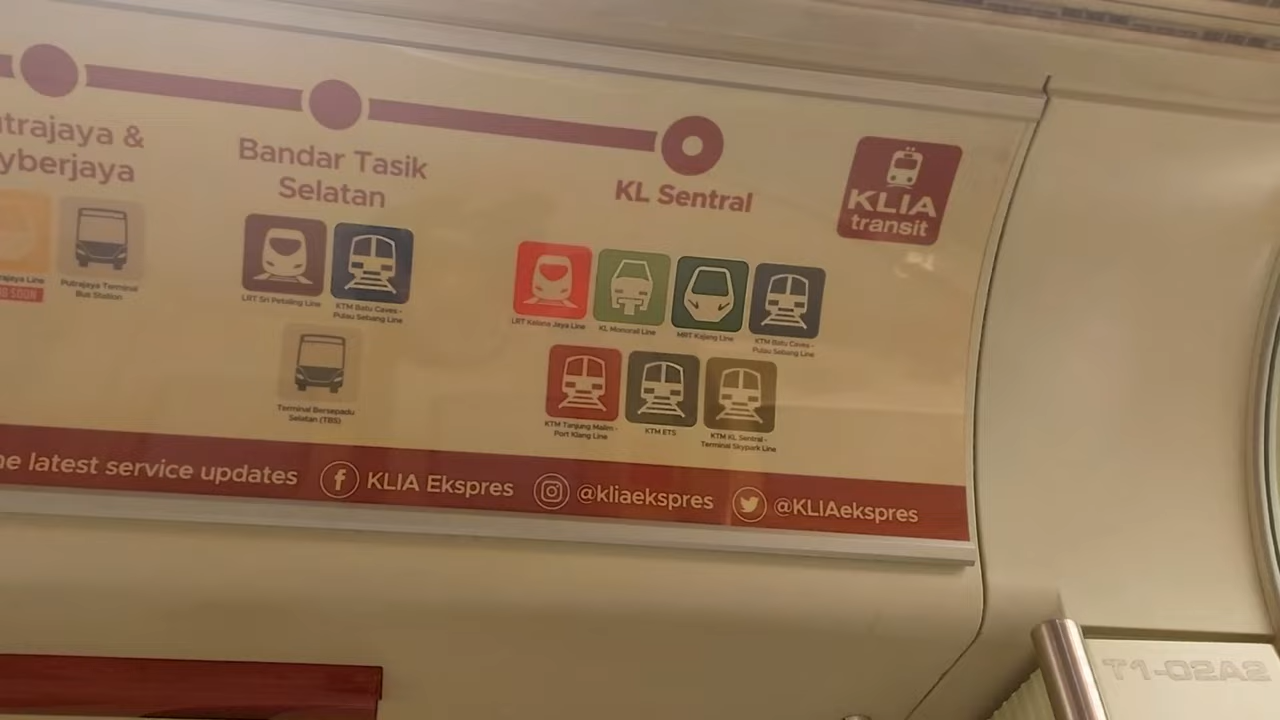 utrajaya &
yberjaya
Bandar Tasik
Selatan
KL Sentral
KLIA
transit
rajaya Line
Putrajaya Terminal
Bus Station
LRT Sri Petaling Line
KTM Batu Caves -
Pulau Sebang Line
Terminal Bersepadu
Selatan (TBS)
LRT Kelana Jaya Line
KL Monorail Line
MRT Kajang Line
KTM Batu Caves -
Pulau Sebang Line
KTM Tanjung Malim -
Port Klang Line
KTM ETS
KTM KL Sentral -
Terminal Skypark Line
he latest service updates
KLIA Ekspres
@kliaekspres
@KLIAekspres
T1-02A2